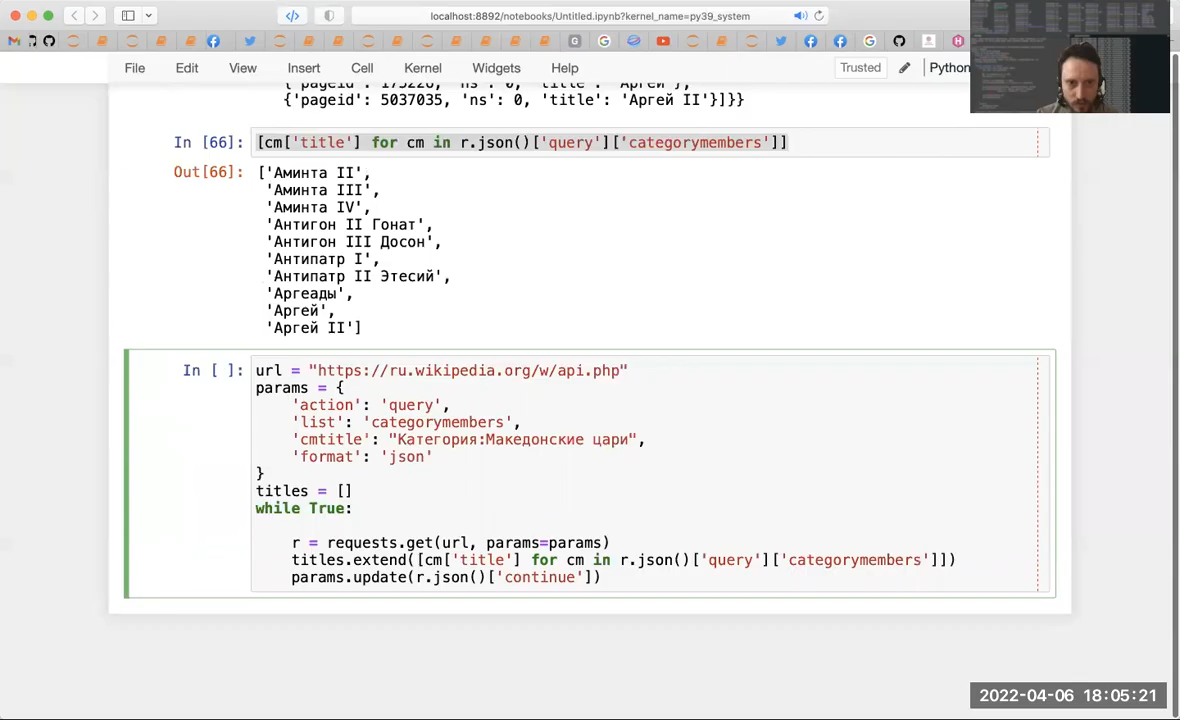 localhost:8892/notebooks/Untitled.ipynb?kernel_name=py39_system
File Edit View Insert Cell Kernel Widgets Help Trusted Python
{'pageid': 5037035, 'ns': 0, 'title': 'Аргей II'}]}}
In [66]: [cm['title'] for cm in r.json()['query']['categorymembers']]
Out[66]: ['Аминта II',
'Аминта III',
'Аминта IV',
'Антигон II Гонат',
'Антигон III Досон',
'Антипатр I',
'Антипатр II Этесий',
'Аргеады',
'Аргей',
'Аргей II']
In [ ]: url = "https://ru.wikipedia.org/w/api.php"
params = {
'action': 'query',
'list': 'categorymembers',
'cmtitle': "Категория:Македонские цари",
'format': 'json'
}
titles = []
while True:
r = requests.get(url, params=params)
titles.extend([cm['title'] for cm in r.json()['query']['categorymembers']])
params.update(r.json()['continue'])
2022-04-06 18:05:21